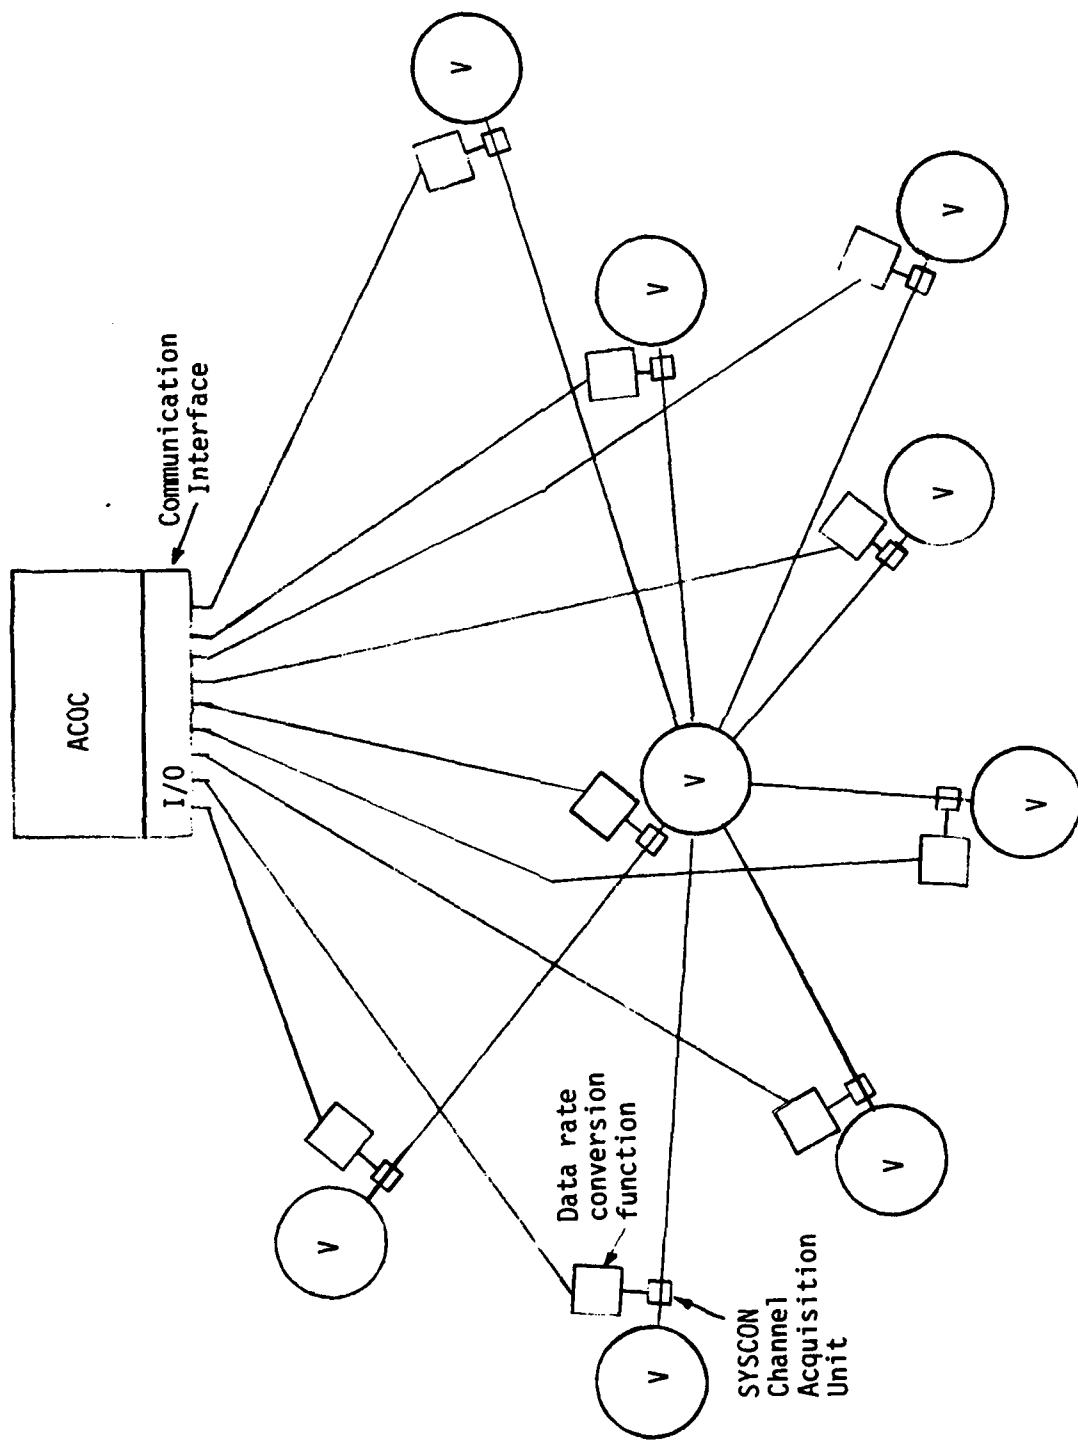 ACOC
I/O
Communication
Interface
V
V
Data rate
conversion
function
V
V
V
SYSCON
Channel
Acquisition
Unit
V
V
V
V